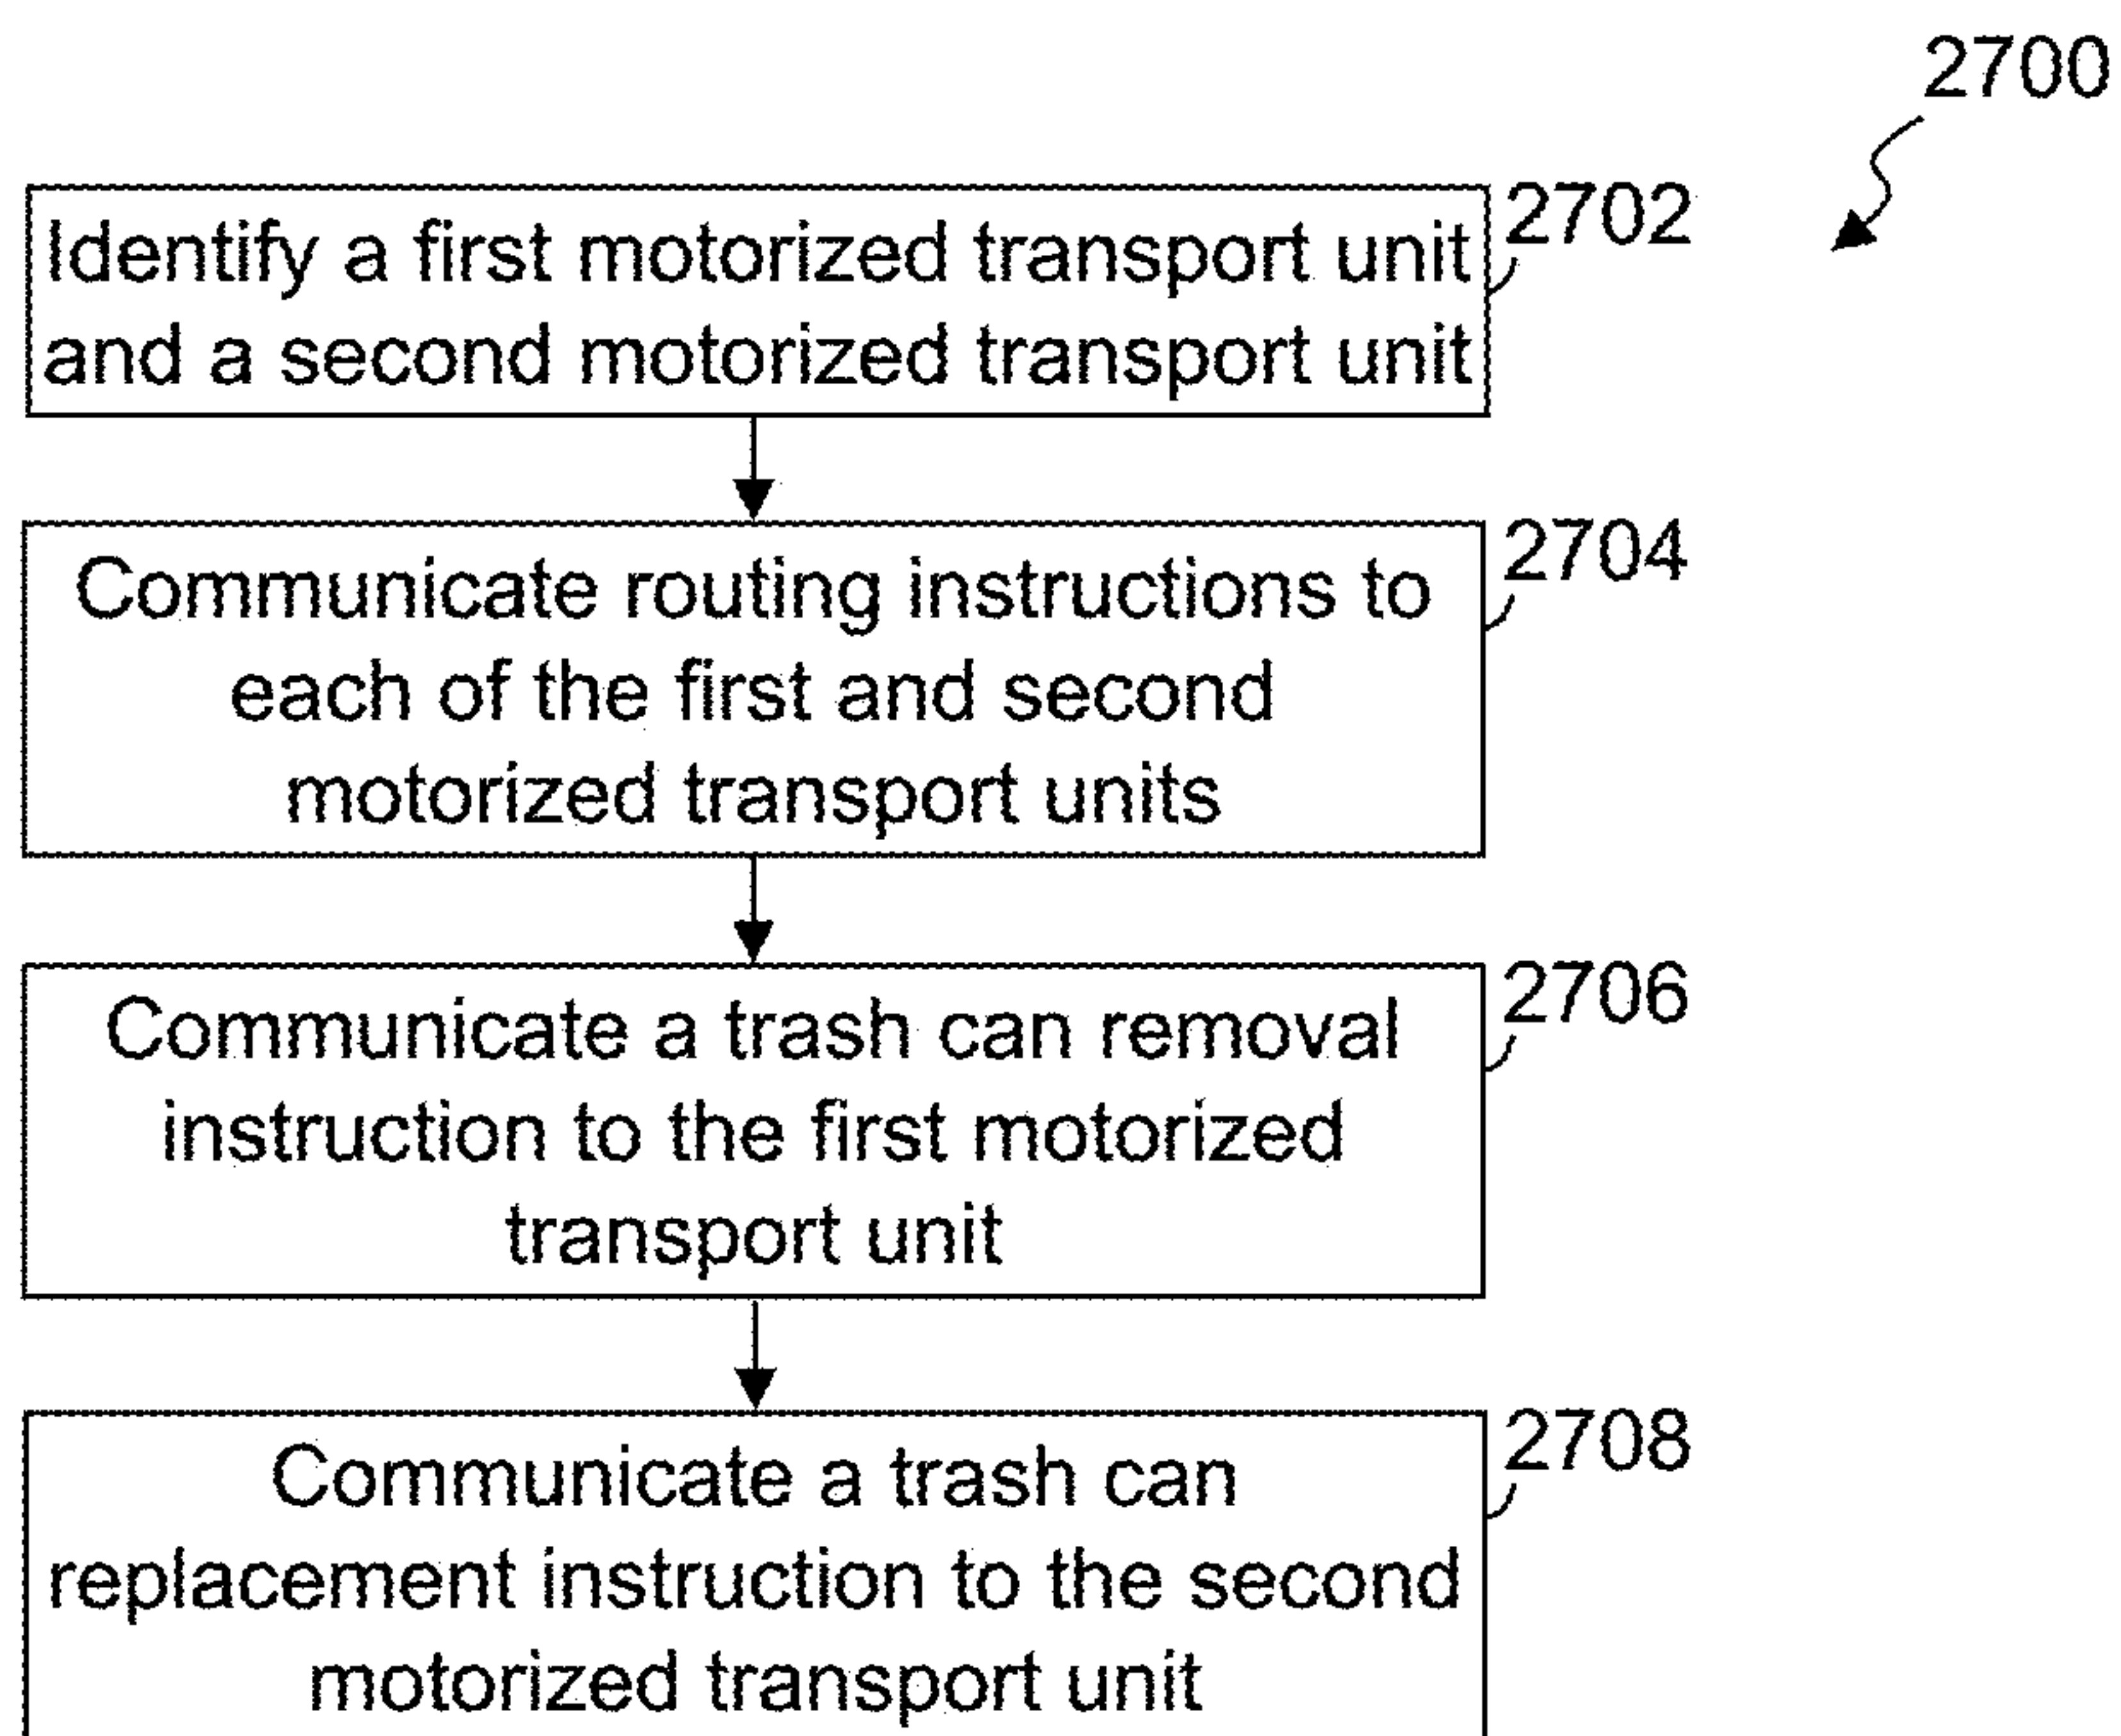 2700
2702
Identify a first motorized transport unit
and a second motorized transport unit
2704
Communicate routing instructions to
each of the first and second
motorized transport units
2706
Communicate a trash can removal
instruction to the first motorized
transport unit
2708
Communicate a trash can
replacement instruction to the second
motorized transport unit